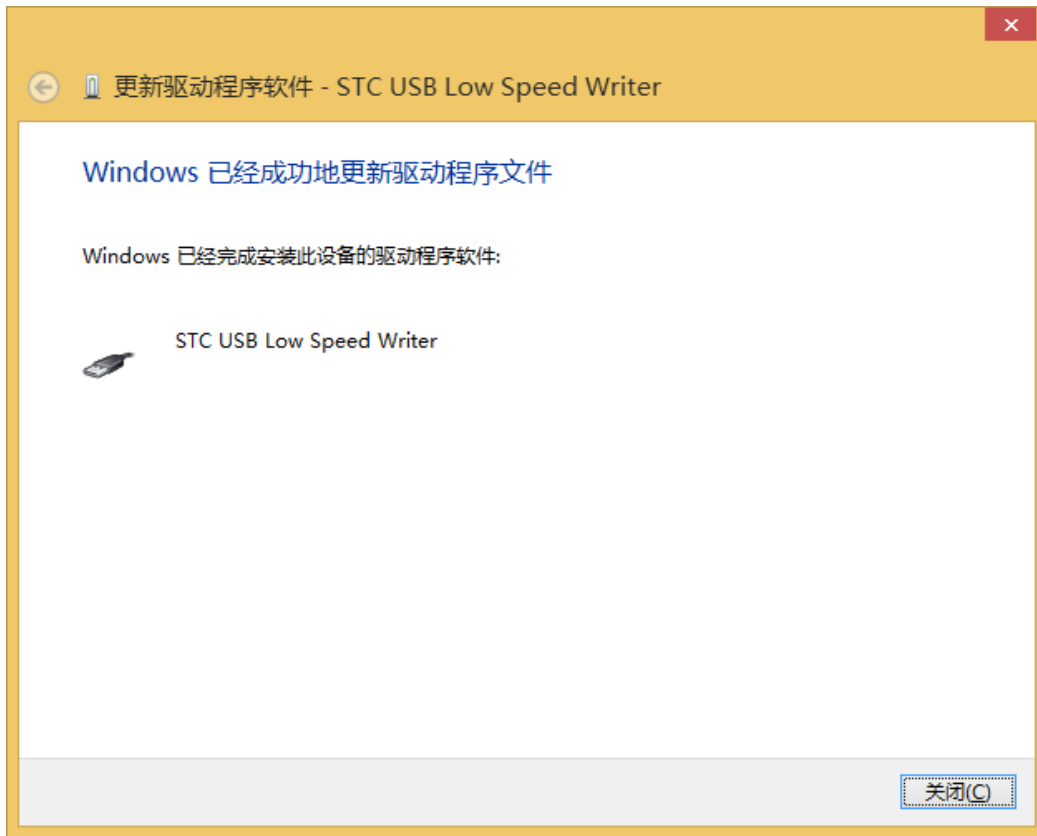 更新驱动程序软件 - STC USB Low Speed Writer
Windows 已经成功地更新驱动程序文件
Windows 已经完成安装此设备的驱动程序软件:
STC USB Low Speed Writer
关闭(C)